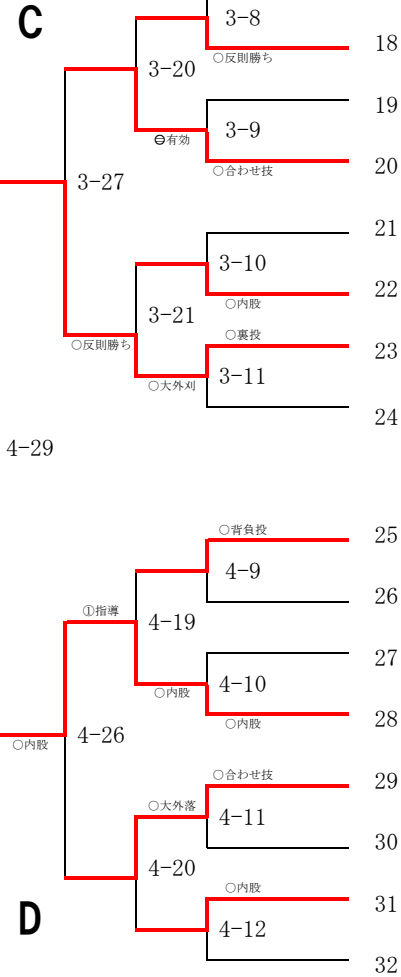 C
3-8
○反則勝ち
18
3-20
19
3-9
⊖有効
○合わせ技
20
3-27
21
3-10
22
○内股
3-21
○裏投
○反則勝ち
23
3-11
○大外刈
24
4-29
○背負投
25
4-9
26
①指導
4-19
27
4-10
○内股
28
○内股
4-26
○内股
○合わせ技
29
○大外落
4-11
30
4-20
○内股
31
D
4-12
32